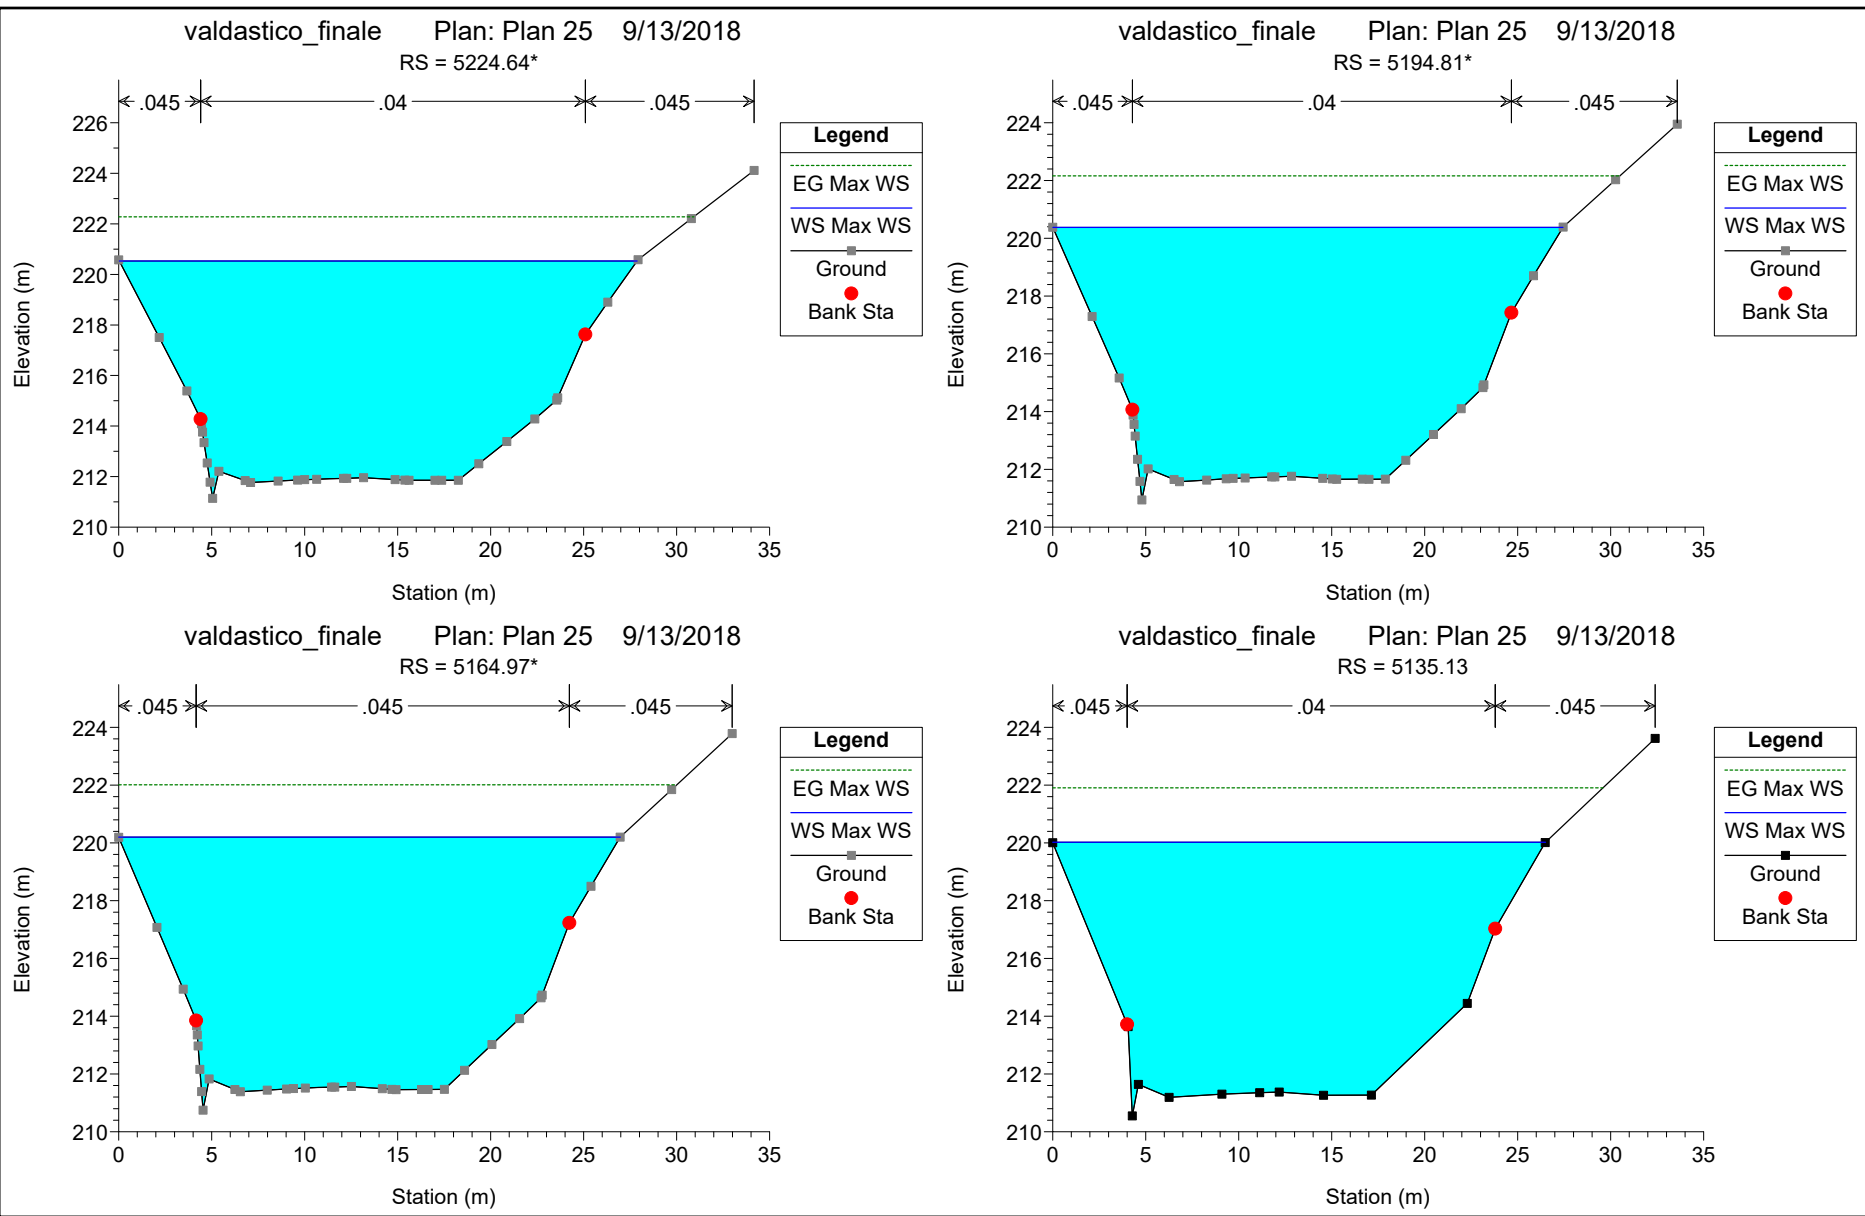 valdastico_finale Plan: Plan 25 9/13/2018
RS = 5224.64*
.045 .04 .045
226
224
222
220
218
216
214
212
210
Elevation (m)
0 5 10 15 20 25 30 35
Station (m)
Legend
EG Max WS
WS Max WS
Ground
Bank Sta
valdastico_finale Plan: Plan 25 9/13/2018
RS = 5194.81*
.045 .04 .045
224
222
220
218
216
214
212
210
Elevation (m)
0 5 10 15 20 25 30 35
Station (m)
Legend
EG Max WS
WS Max WS
Ground
Bank Sta
valdastico_finale Plan: Plan 25 9/13/2018
RS = 5164.97*
.045 .045 .045
224
222
220
218
216
214
212
210
Elevation (m)
0 5 10 15 20 25 30 35
Station (m)
Legend
EG Max WS
WS Max WS
Ground
Bank Sta
valdastico_finale Plan: Plan 25 9/13/2018
RS = 5135.13
.045 .04 .045
224
222
220
218
216
214
212
210
Elevation (m)
0 5 10 15 20 25 30 35
Station (m)
Legend
EG Max WS
WS Max WS
Ground
Bank Sta